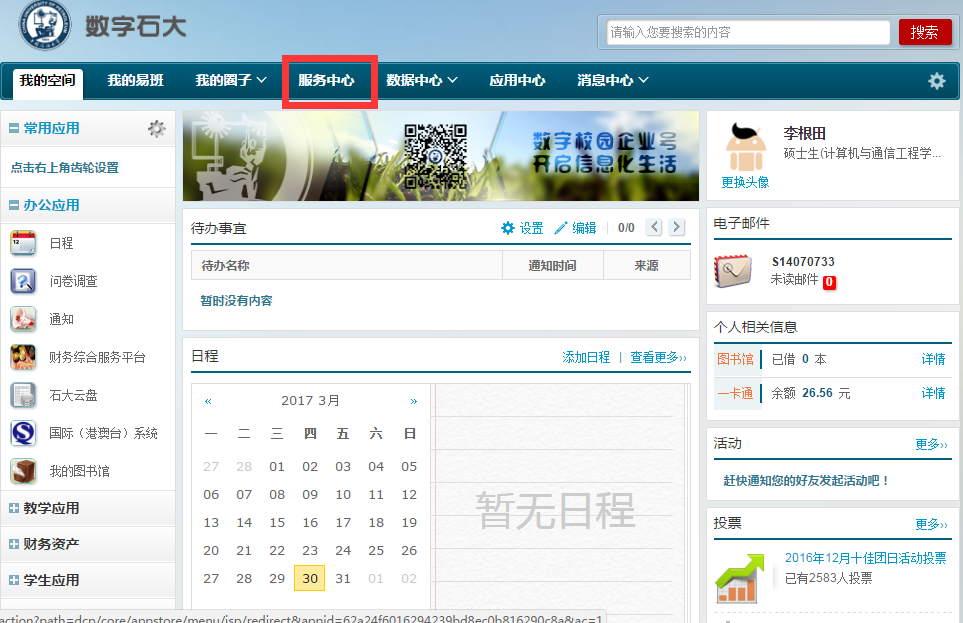 数字石大
请输入您要搜索的内容
搜索
我的空间 我的易班 我的圈子 服务中心 数据中心 应用中心 消息中心
常用应用
点击右上角齿轮设置
办公应用
日程
问卷调查
通知
财务综合服务平台
石大云盘
国际（港澳台）系统
我的图书馆
教学应用
财务资产
学生应用
数字校园企业号
开启信息化生活
待办事宜
设置 编辑 0/0
待办名称 通知时间 来源
暂时没有内容
日程
添加日程 | 查看更多››
« 2017 3月 »
一 二 三 四 五 六 日
27 28 01 02 03 04 05
06 07 08 09 10 11 12
13 14 15 16 17 18 19
20 21 22 23 24 25 26
27 28 29 30 31 01 02
暂无日程
李根田
硕士生(计算机与通信工程学...
更换头像
电子邮件
S14070733
未读邮件 0
个人相关信息
图书馆 已借 0 本 详情
一卡通 余额 26.56 元 详情
活动 更多››
赶快通知您的好友发起活动吧！
投票 更多››
2016年12月十佳团日活动投票
已有2583人投票
action?path=dcp/core/appstore/menu/jsp/redirect&appid=62a24f6016294239bd8ec0b816290c8a&ac=1